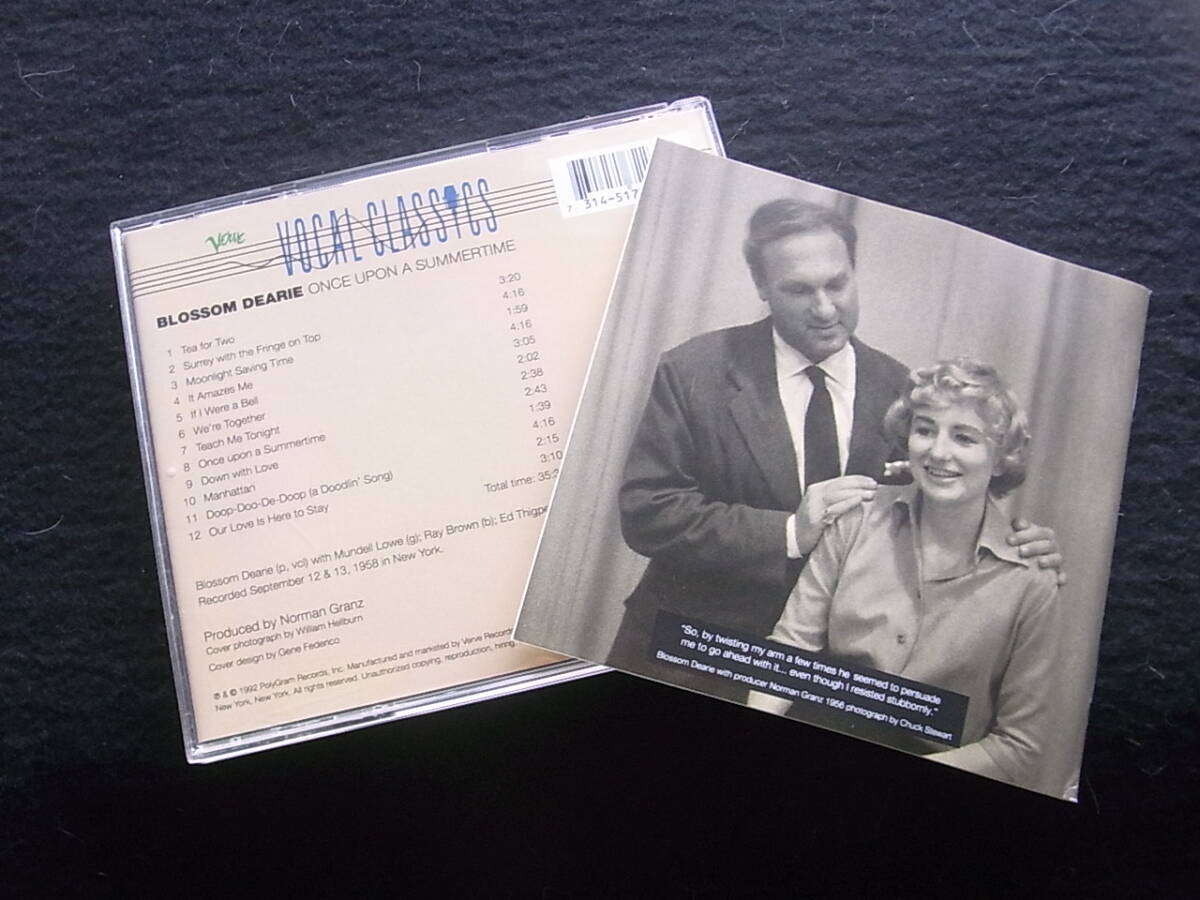 Verve
VOCAL CLASSICS
7 314-517
BLOSSOM DEARIE ONCE UPON A SUMMERTIME
1 Tea for Two 3:20
2 Surrey with the Fringe on Top 4:16
3 Moonlight Saving Time 1:59
4 It Amazes Me 4:16
5 If I Were a Bell 3:05
6 We're Together 2:02
7 Teach Me Tonight 2:38
8 Once upon a Summertime 2:43
9 Down with Love 1:39
10 Manhattan 4:16
11 Doop-Doo-De-Doop (a Doodlin' Song) 2:15
12 Our Love Is Here to Stay 3:10
Total time: 35:3
Blossom Dearie (p, vcl) with Mundell Lowe (g); Ray Brown (b); Ed Thigpe
Recorded September 12 & 13, 1958 in New York.
Produced by Norman Granz
Cover photograph by William Hellburn
Cover design by Gene Federico
℗ & © 1992 PolyGram Records, Inc. Manufactured and marketed by Verve Records
New York, New York. All rights reserved. Unauthorized copying, reproduction, hiring,
"So, by twisting my arm a few times he seemed to persuade
me to go ahead with it... even though I resisted stubbornly."
Blossom Dearie with producer Norman Granz 1956 photograph by Chuck Stewart